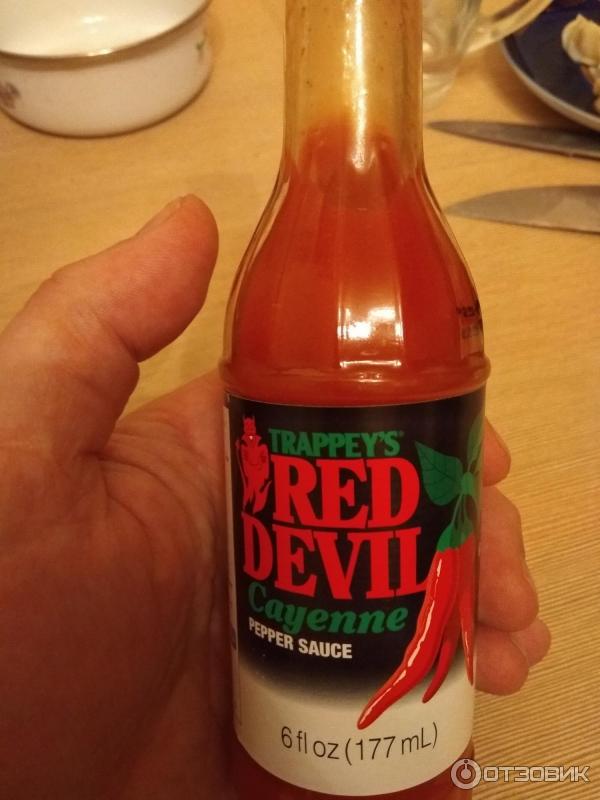 TRAPPEY'S®
RED
DEVIL
Cayenne
PEPPER SAUCE
6 fl oz (177 mL)
ОТЗОВИК